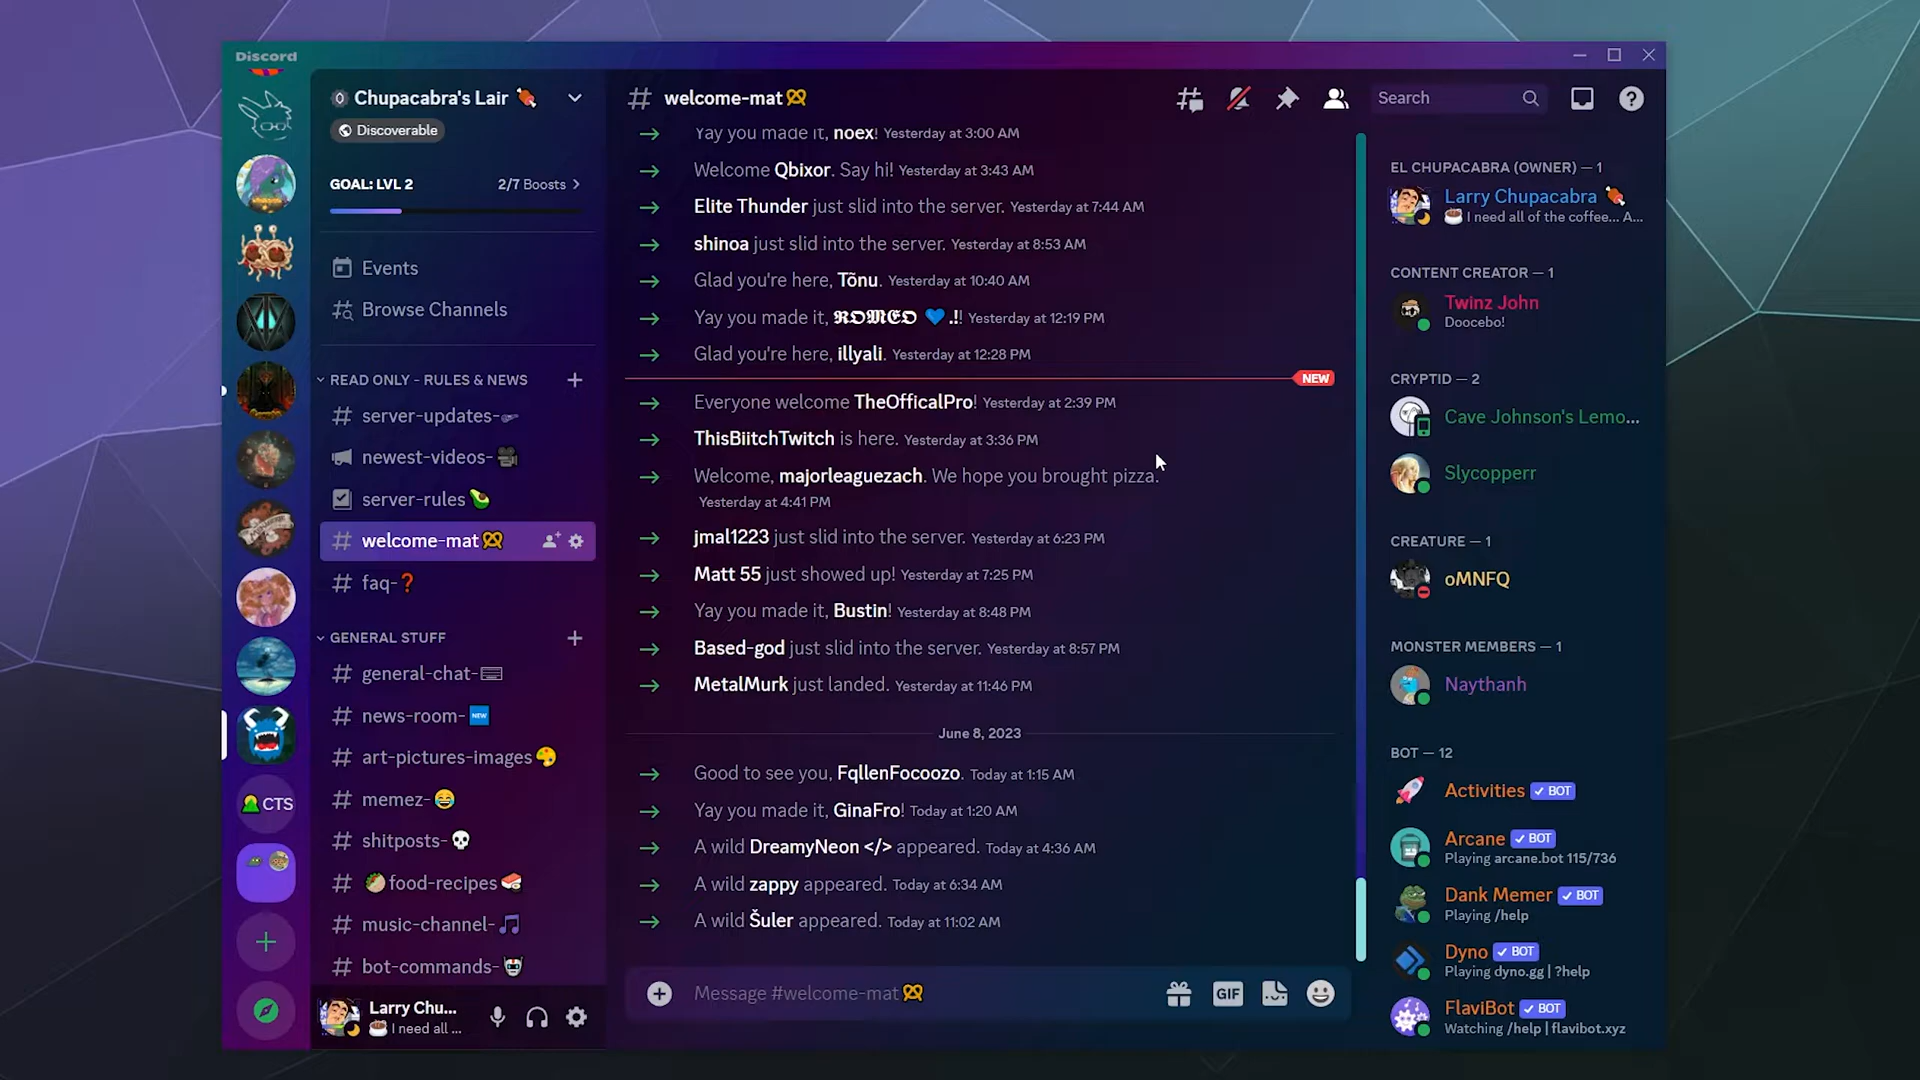 Discord
Chupacabra's Lair
Discoverable
GOAL: LVL 2
2/7 Boosts
Events
Browse Channels
READ ONLY - RULES & NEWS
server-updates-
newest-videos-
server-rules
welcome-mat
faq-❓
GENERAL STUFF
general-chat-
news-room-🆕
art-pictures-images
memez-
shitposts-
food-recipes
music-channel-
bot-commands-
CTS
Larry Chu...
I need all ...
welcome-mat
Search
Yay you made it, noex! Yesterday at 3:00 AM
Welcome Qbixor. Say hi! Yesterday at 3:43 AM
Elite Thunder just slid into the server. Yesterday at 7:44 AM
shinoa just slid into the server. Yesterday at 8:53 AM
Glad you're here, Tõnu. Yesterday at 10:40 AM
Yay you made it, 𝕽𝕺𝕸𝕰𝕺 💙 .!! Yesterday at 12:19 PM
Glad you're here, illyali. Yesterday at 12:28 PM
NEW
Everyone welcome TheOfficalPro! Yesterday at 2:39 PM
ThisBiitchTwitch is here. Yesterday at 3:36 PM
Welcome, majorleaguezach. We hope you brought pizza.
Yesterday at 4:41 PM
jmal1223 just slid into the server. Yesterday at 6:23 PM
Matt 55 just showed up! Yesterday at 7:25 PM
Yay you made it, Bustin! Yesterday at 8:48 PM
Based-god just slid into the server. Yesterday at 8:57 PM
MetalMurk just landed. Yesterday at 11:46 PM
June 8, 2023
Good to see you, FqllenFocoozo. Today at 1:15 AM
Yay you made it, GinaFro! Today at 1:20 AM
A wild DreamyNeon </> appeared. Today at 4:36 AM
A wild zappy appeared. Today at 6:34 AM
A wild Šuler appeared. Today at 11:02 AM
Message #welcome-mat
GIF
EL CHUPACABRA (OWNER) — 1
Larry Chupacabra
I need all of the coffee... A...
CONTENT CREATOR — 1
Twinz John
Doocebo!
CRYPTID — 2
Cave Johnson's Lemo...
Slycopperr
CREATURE — 1
oMNFQ
MONSTER MEMBERS — 1
Naythanh
BOT — 12
Activities ✓ BOT
Arcane ✓ BOT
Playing arcane.bot 115/736
Dank Memer ✓ BOT
Playing /help
Dyno ✓ BOT
Playing dyno.gg | ?help
FlaviBot ✓ BOT
Watching /help | flavibot.xyz